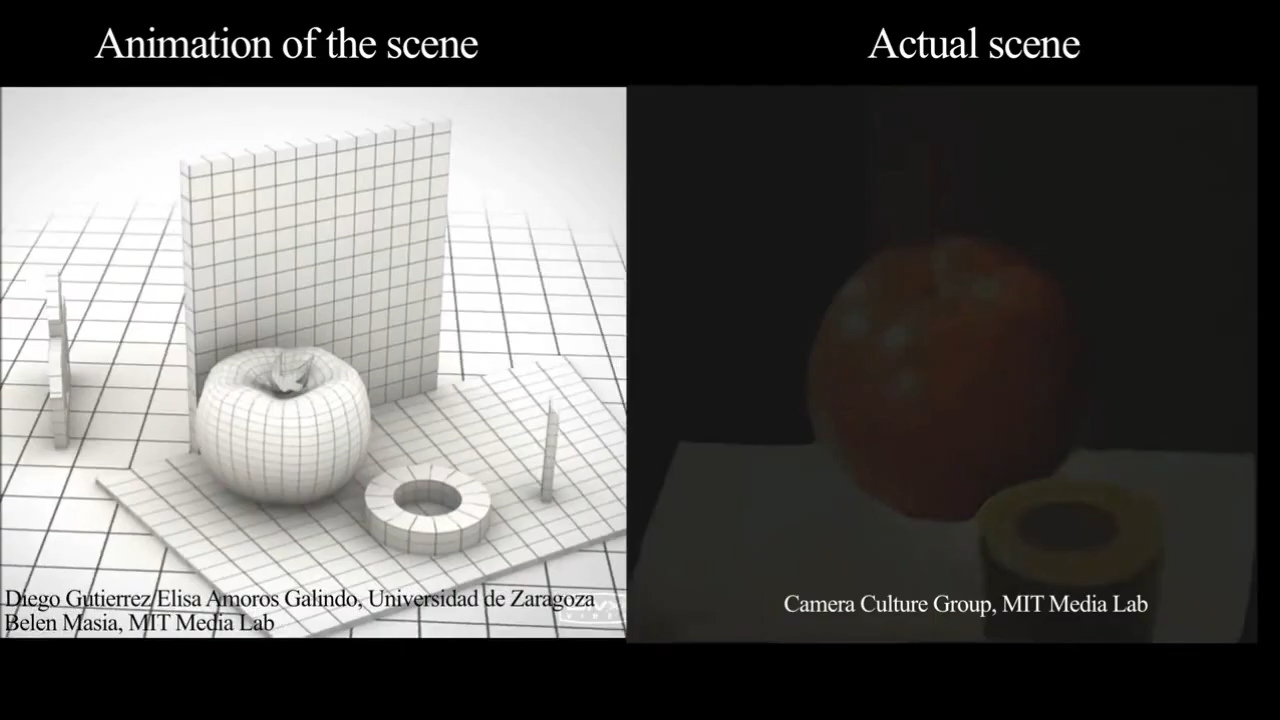 Animation of the scene
Actual scene
Diego Gutierrez/Elisa Amoros Galindo, Universidad de Zaragoza
Belen Masia, MIT Media Lab
Camera Culture Group, MIT Media Lab